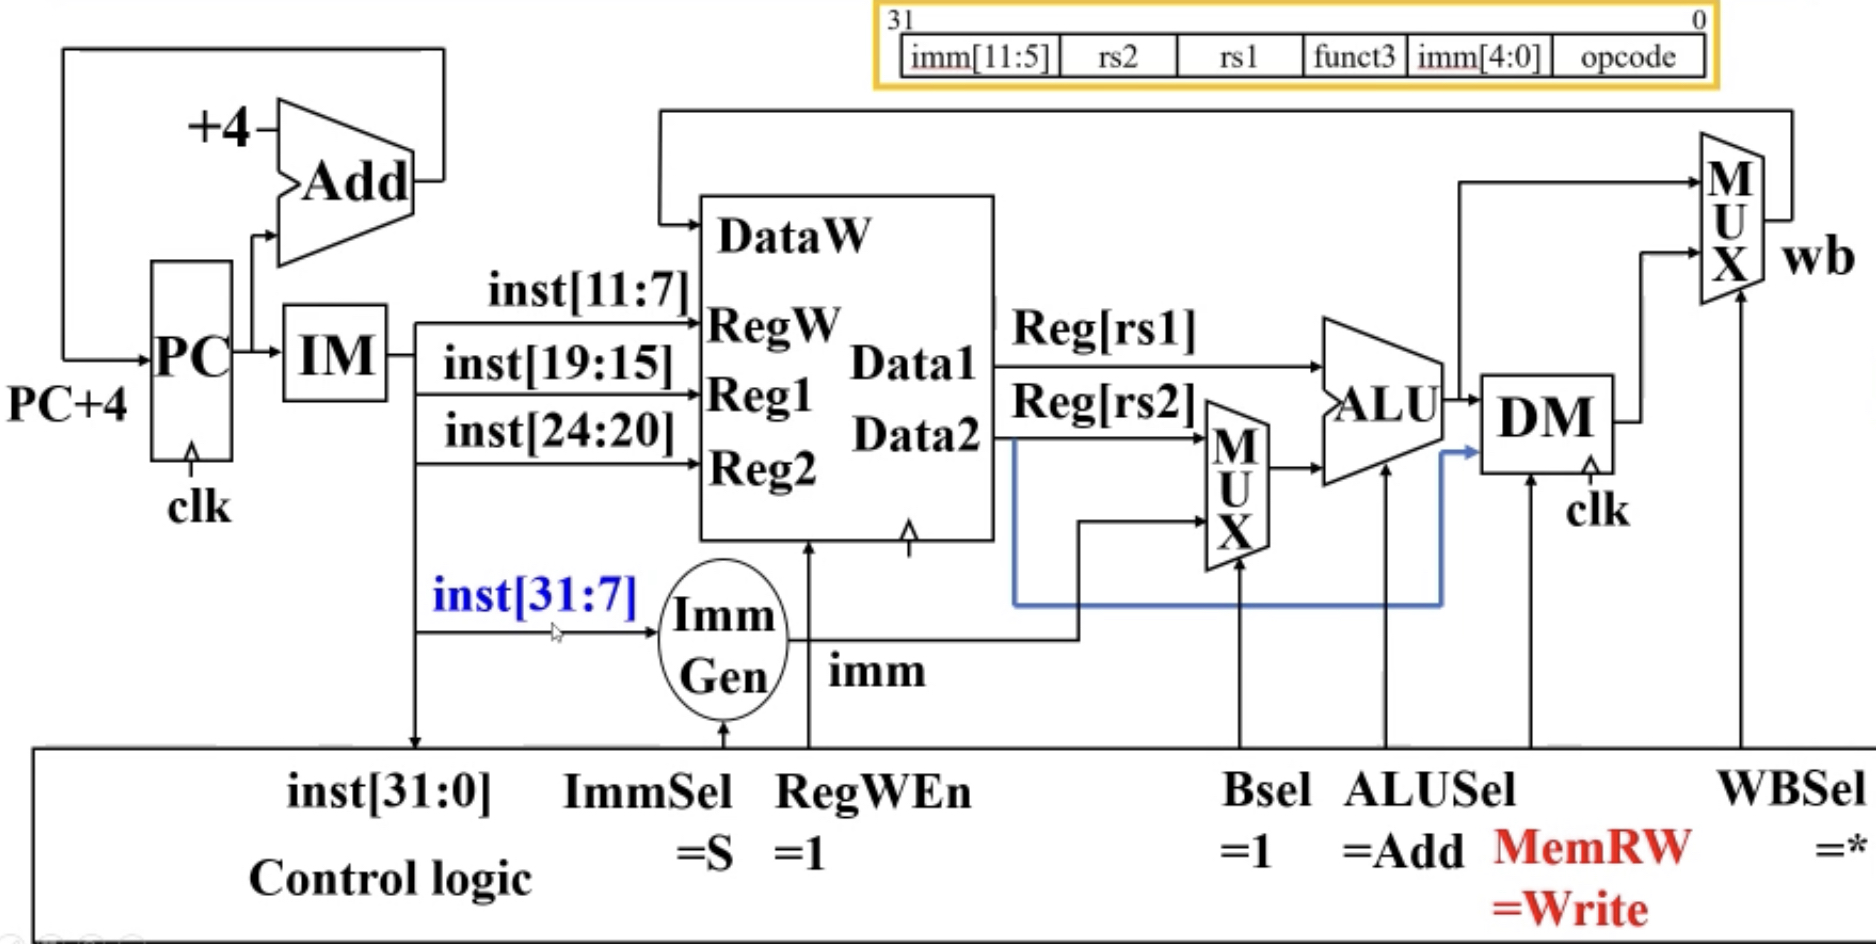 31 0
imm[11:5] rs2 rs1 funct3 imm[4:0] opcode
+4
Add
PC
IM
PC+4
clk
inst[11:7]
inst[19:15]
inst[24:20]
inst[31:7]
DataW
RegW
Reg1
Reg2
Data1
Data2
Imm
Gen
imm
Reg[rs1]
Reg[rs2]
M
U
X
ALU
DM
clk
M
U
X
wb
inst[31:0] ImmSel RegWEn Bsel ALUSel WBSel
=S =1 =1 =Add MemRW =*
Control logic =Write